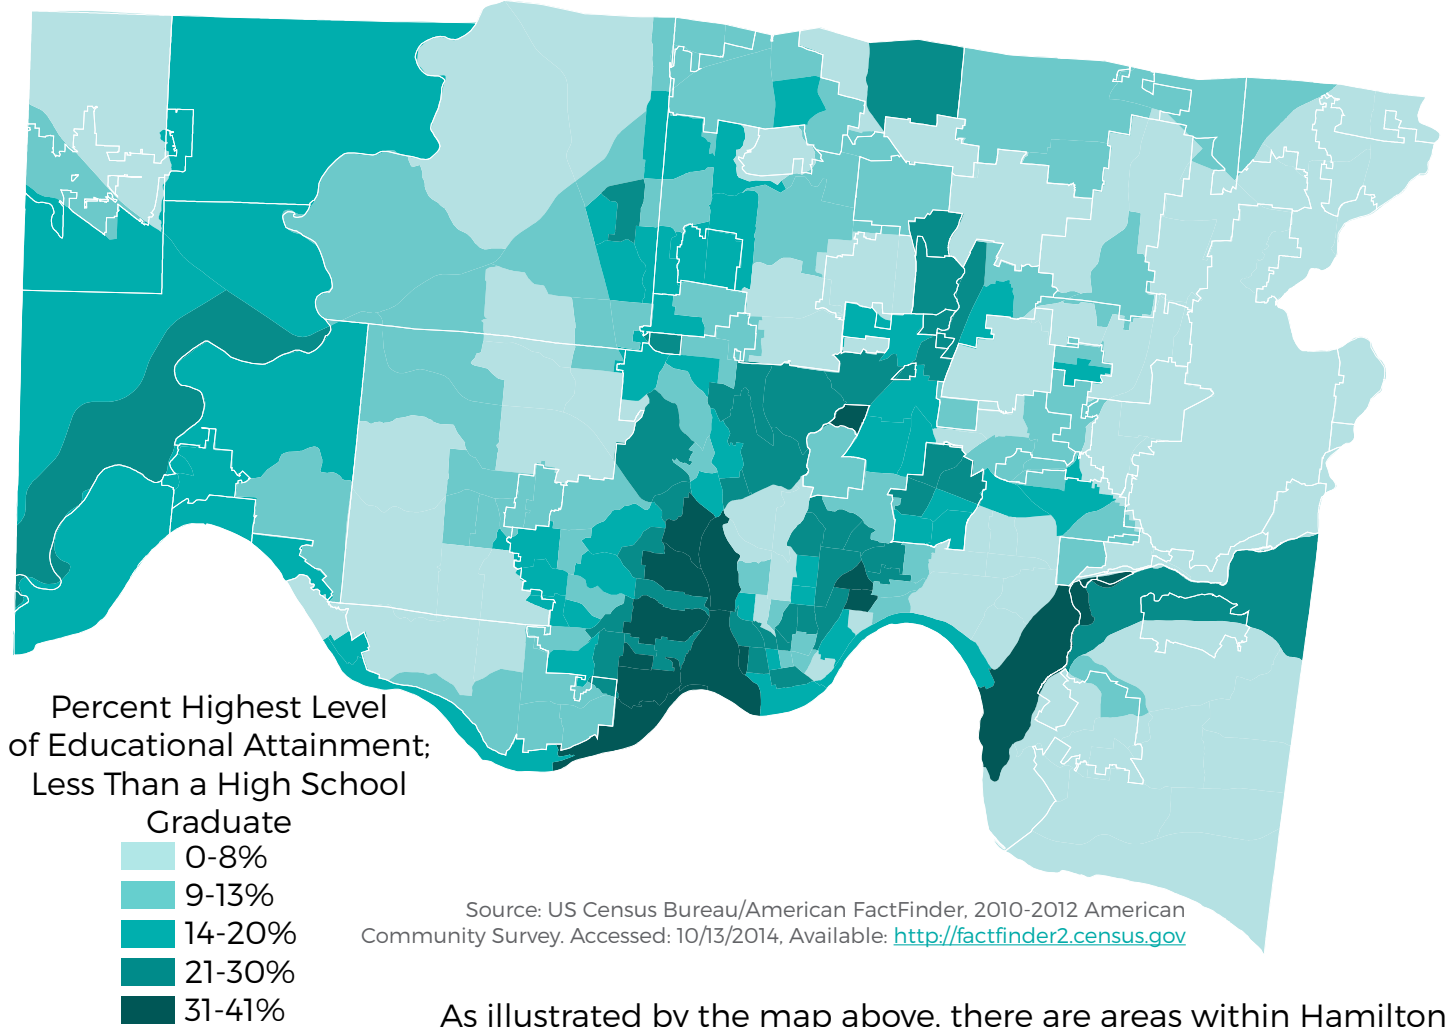 Percent Highest Level
of Educational Attainment;
Less Than a High School
Graduate
0-8%
9-13%
14-20%
21-30%
31-41%
Source: US Census Bureau/American FactFinder, 2010-2012 American
Community Survey. Accessed: 10/13/2014, Available: http://factfinder2.census.gov
As illustrated by the map above, there are areas within Hamilton